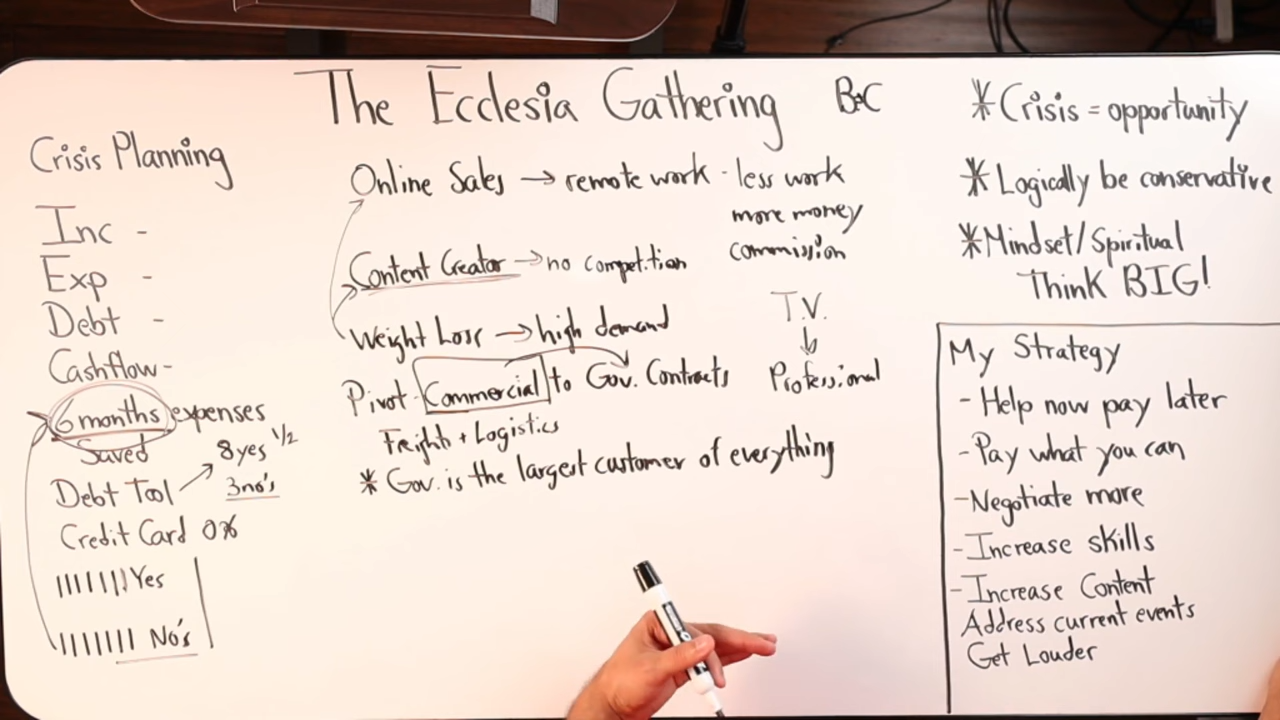 The Ecclesia Gathering
Crisis Planning
Inc -
Exp -
Debt -
Cashflow -
6 months expenses
Saved
Debt Tool → 8 yes 1/2
3 no's
Credit Card 0%
|||||||| Yes
|||||||| No's
Online Sales → remote work - less work
more money
commission
Content Creator → no competition
Weight Loss → high demand
T.V.
↓
Professional
Pivot Commercial to Gov. Contracts
+ Logistics
* Gov. is the largest customer of everything
* Crisis = opportunity
* Logically be conservative
* Mindset/Spiritual
Think BIG!
My Strategy
- Help now pay later
- Pay what you can
- Negotiate more
- Increase skills
- Increase Content
Address current events
Get Louder